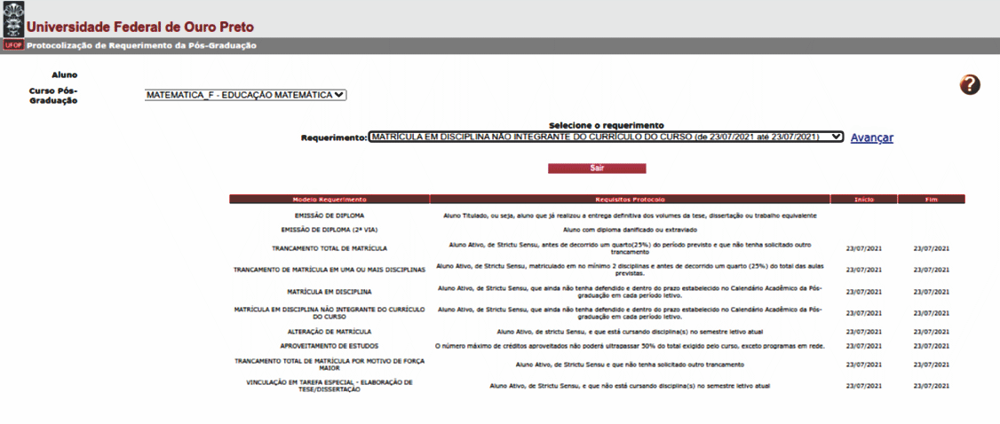 Universidade Federal de Ouro Preto
UFOP Protocolização de Requerimento da Pós-Graduação
Aluno
Curso Pós-
Graduação
MATEMATICA_F - EDUCAÇÃO MATEMÁTICA
?
Selecione o requerimento
Requerimento: MATRÍCULA EM DISCIPLINA NÃO INTEGRANTE DO CURRÍCULO DO CURSO (de 23/07/2021 até 23/07/2021) Avançar
Sair
Modelo Requerimento Requisitos Protocolo Início Fim
EMISSÃO DE DIPLOMA Aluno Titulado, ou seja, aluno que já realizou a entrega definitiva dos volumes da tese, dissertação ou trabalho equivalente
EMISSÃO DE DIPLOMA (2ª VIA) Aluno com diploma danificado ou extraviado
TRANCAMENTO TOTAL DE MATRÍCULA Aluno Ativo, de Strictu Sensu, antes de decorrido um quarto(25%) do período previsto e que não tenha solicitado outro
trancamento 23/07/2021 23/07/2021
TRANCAMENTO DE MATRÍCULA EM UMA OU MAIS DISCIPLINAS Aluno Ativo, de Strictu Sensu, matriculado em no mínimo 2 disciplinas e antes de decorrido um quarto (25%) do total das aulas
previstas. 23/07/2021 23/07/2021
MATRÍCULA EM DISCIPLINA Aluno Ativo, de Strictu Sensu, que ainda não tenha defendido e dentro do prazo estabelecido no Calendário Acadêmico da Pós-
graduação em cada período letivo. 23/07/2021 23/07/2021
MATRÍCULA EM DISCIPLINA NÃO INTEGRANTE DO CURRÍCULO
DO CURSO Aluno Ativo, de Strictu Sensu, que ainda não tenha defendido e dentro do prazo estabelecido no Calendário Acadêmico da Pós-
graduação em cada período letivo. 23/07/2021 23/07/2021
ALTERAÇÃO DE MATRÍCULA Aluno Ativo, de strictu Sensu, e que está cursando disciplina(s) no semestre letivo atual 23/07/2021 23/07/2021
APROVEITAMENTO DE ESTUDOS O número máximo de créditos aproveitados não poderá ultrapassar 50% do total exigido pelo curso, exceto programas em rede. 23/07/2021 23/07/2021
TRANCAMENTO TOTAL DE MATRÍCULA POR MOTIVO DE FORÇA
MAIOR Aluno Ativo, de Strictu Sensu e que não tenha solicitado outro trancamento 23/07/2021 23/07/2021
VINCULAÇÃO EM TAREFA ESPECIAL - ELABORAÇÃO DE
TESE/DISSERTAÇÃO Aluno Ativo, de Strictu Sensu, e que não está cursando disciplina(s) no semestre letivo atual 23/07/2021 23/07/2021